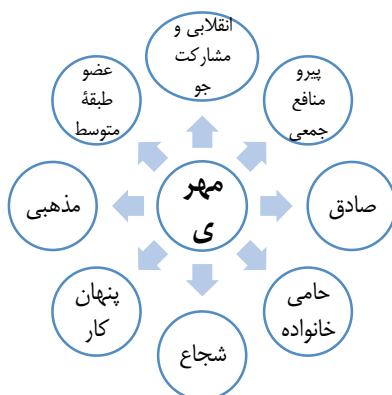 انقلابی و
مشارکت
جو
پیرو
منافع
جمعی
صادق
حامی
خانواده
شجاع
پنهان
کار
مذهبی
عضو
طبقهٔ
متوسط
مهر
ی